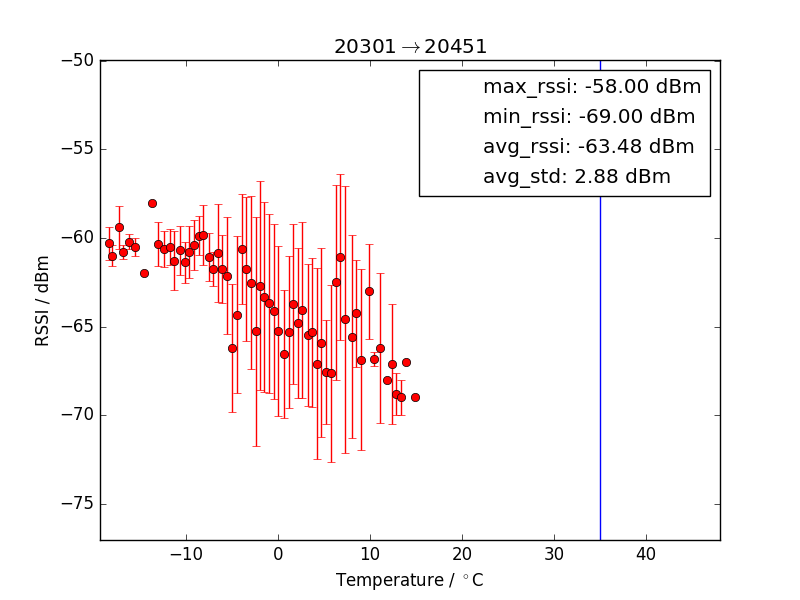 20301→20451
max_rssi: -58.00 dBm
min_rssi: -69.00 dBm
avg_rssi: -63.48 dBm
avg_std: 2.88 dBm
RSSI / dBm
−50
−55
−60
−65
−70
−75
−10 0 10 20 30 40
Temperature / °C